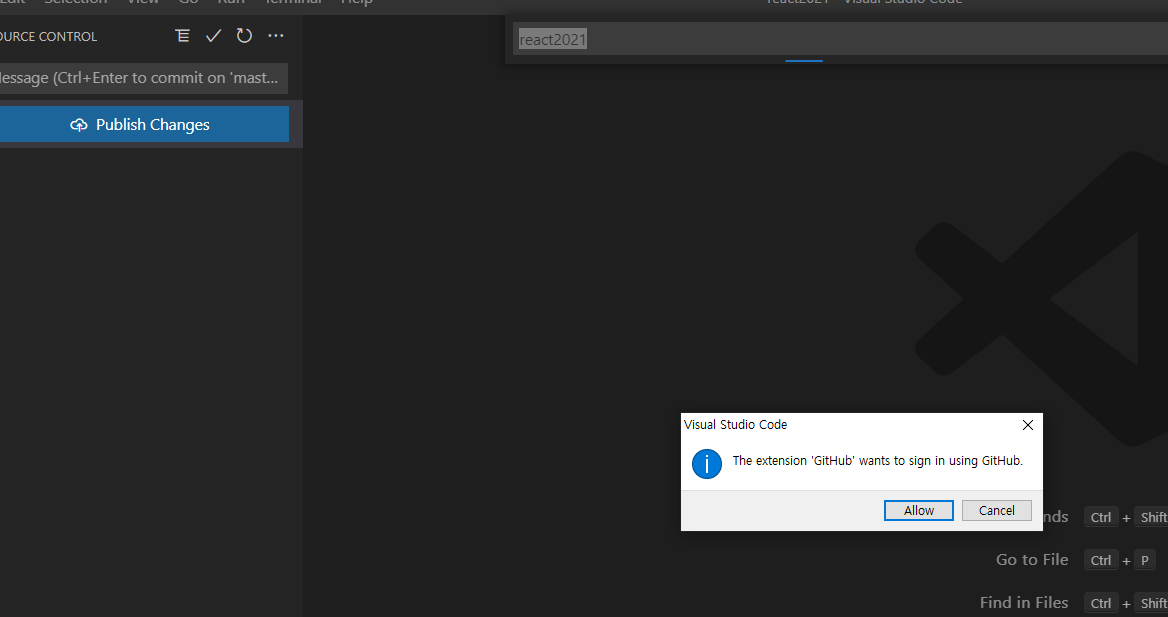 Edit Selection View Go Run Terminal Help
react2021 - Visual Studio Code
OURCE CONTROL
react2021
essage (Ctrl+Enter to commit on 'mast...
Publish Changes
Visual Studio Code
The extension 'GitHub' wants to sign in using GitHub.
Allow Cancel
nds Ctrl + Shift
Go to File Ctrl + P
Find in Files Ctrl + Shift